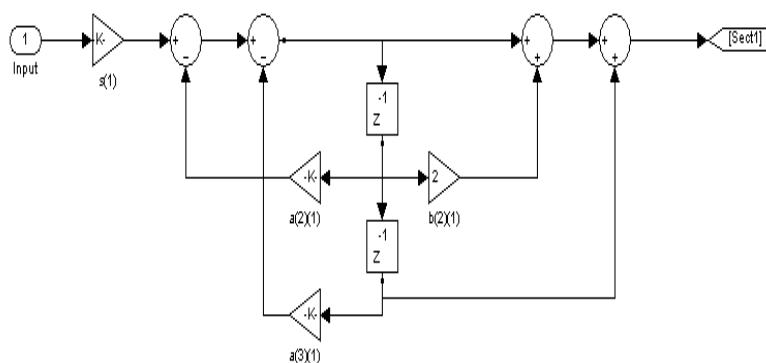 1
Input
K-
s(1)
+
−
+
−
+
+
+
+
[Sect1]
-1
Z
-K-
a(2)(1)
2
b(2)(1)
-1
Z
-K-
a(3)(1)